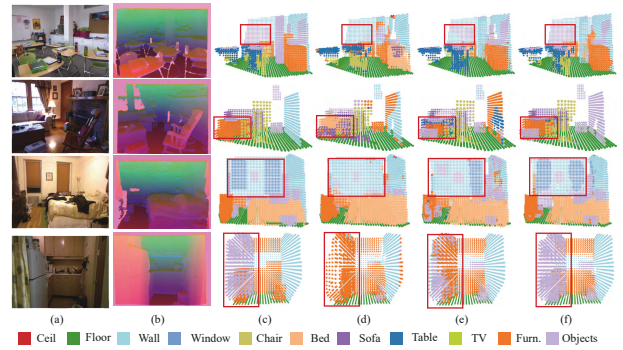 (a) (b) (c) (d) (e) (f)
Ceil Floor Wall Window Chair Bed Sofa Table TV Furn. Objects